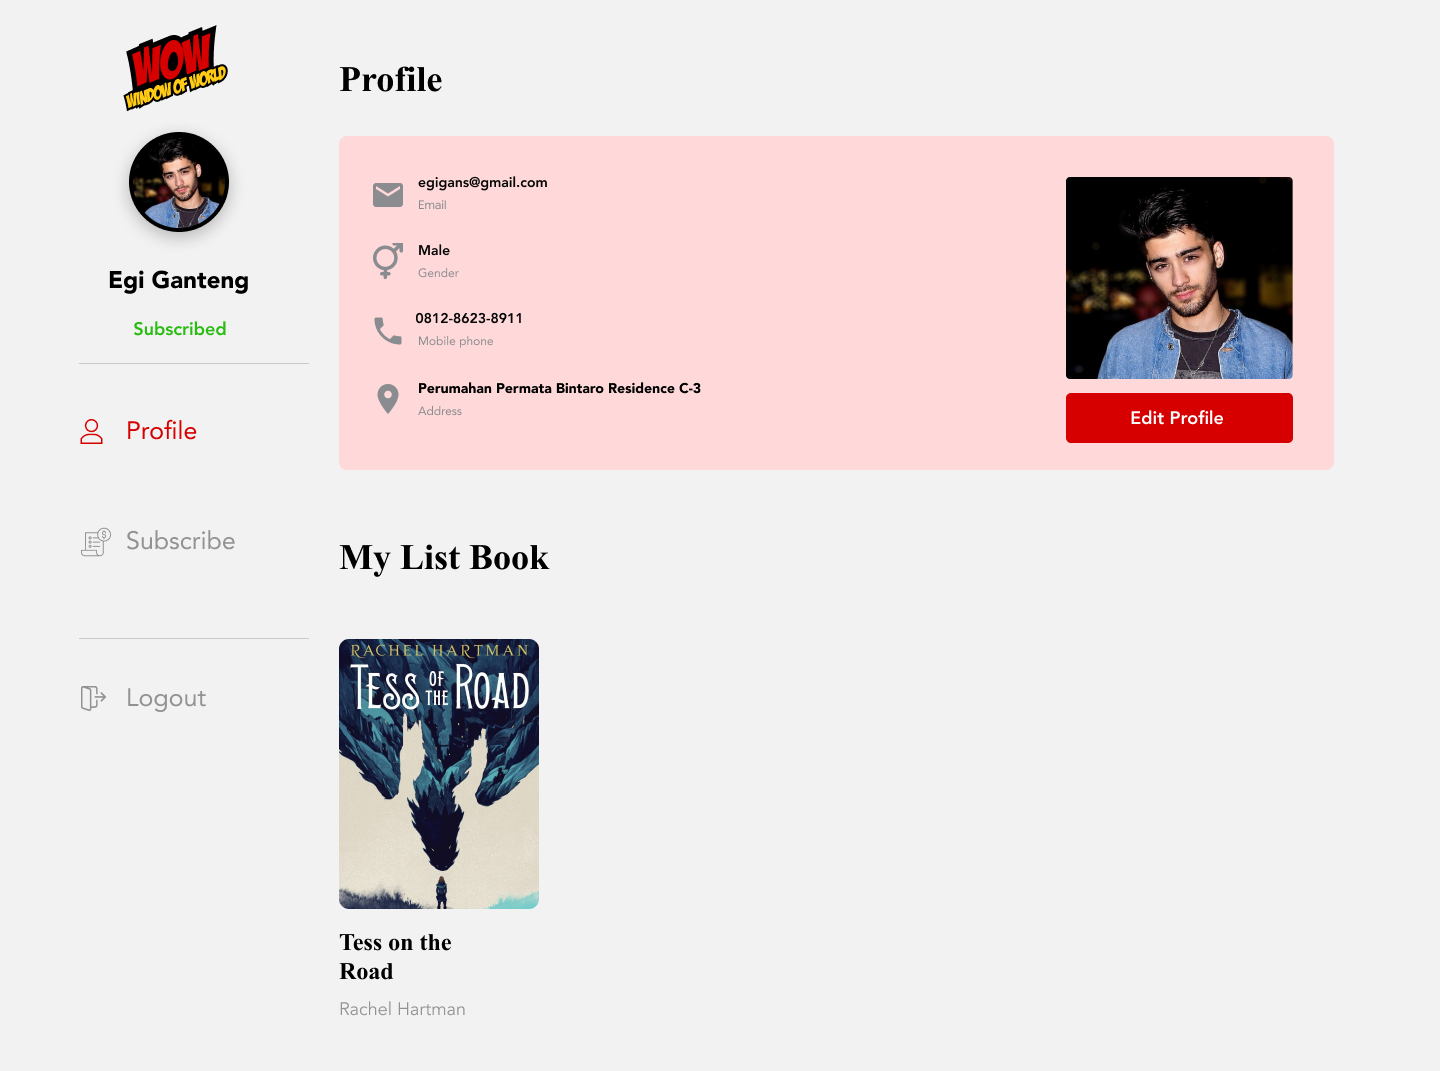 WOW
WINDOW OF WORLD
Egi Ganteng
Subscribed
Profile
Subscribe
Logout
Profile
egigans@gmail.com
Email
Male
Gender
0812-8623-8911
Mobile phone
Perumahan Permata Bintaro Residence C-3
Address
Edit Profile
My List Book
RACHEL HARTMAN
TESS OF THE ROAD
Tess on the
Road
Rachel Hartman